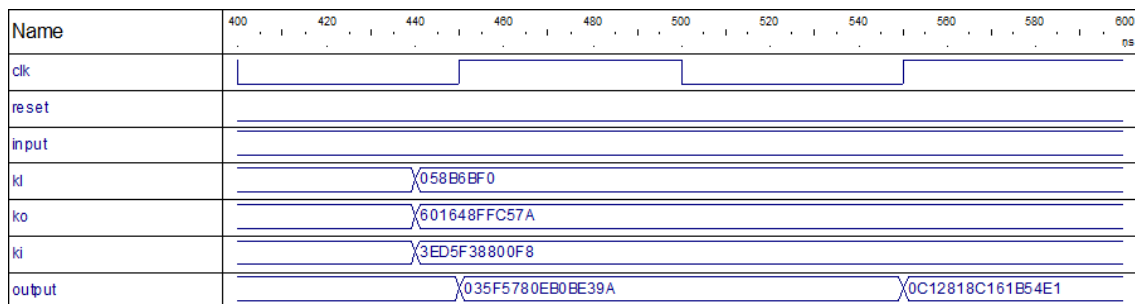 Name 400 420 440 460 480 500 520 540 560 580 600
ns
clk
reset
input
kl 058B6BF0
ko 601648FFC57A
ki 3ED5F38800F8
output 035F5780EB0BE39A 0C12818C161B54E1